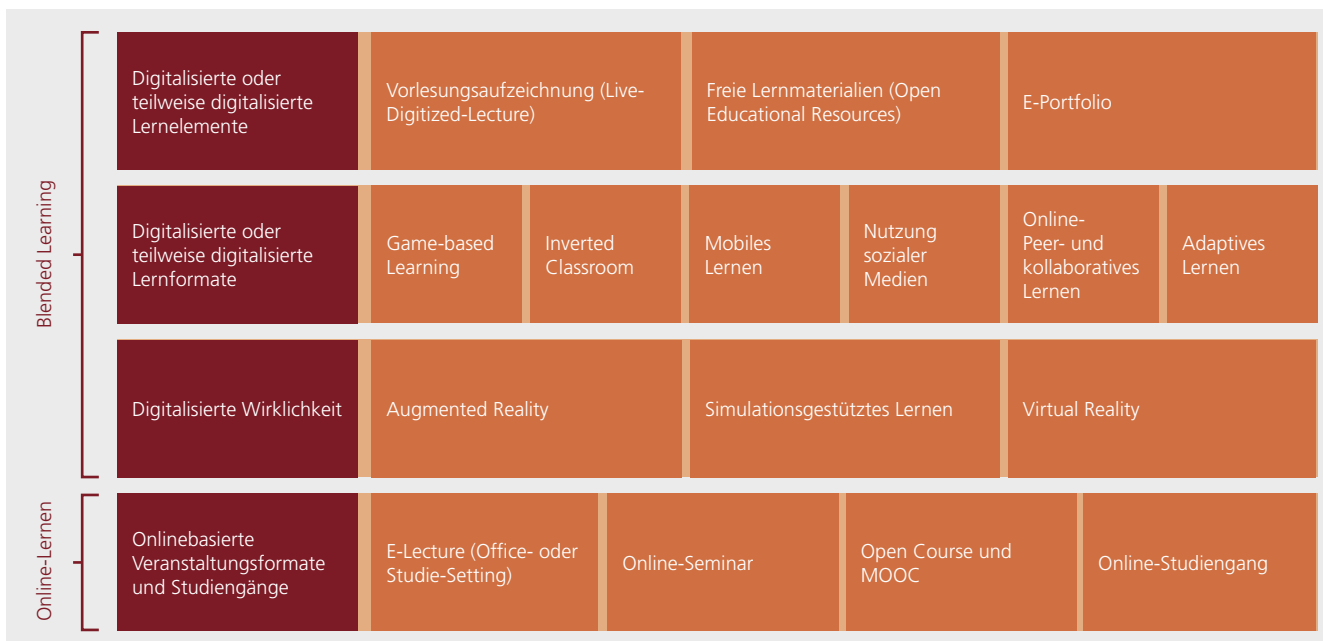 Blended Learning
Digitalisierte oder
teilweise digitalisierte
Lernelemente
Vorlesungsaufzeichnung (Live-
Digitized-Lecture)
Freie Lernmaterialien (Open
Educational Resources)
E-Portfolio
Digitalisierte oder
teilweise digitalisierte
Lernformate
Game-based
Learning
Inverted
Classroom
Mobiles
Lernen
Nutzung
sozialer
Medien
Online-
Peer- und
kollaboratives
Lernen
Adaptives
Lernen
Digitalisierte Wirklichkeit
Augmented Reality
Simulationsgestütztes Lernen
Virtual Reality
Online-Lernen
Onlinebasierte
Veranstaltungsformate
und Studiengänge
E-Lecture (Office- oder
Studie-Setting)
Online-Seminar
Open Course und
MOOC
Online-Studiengang